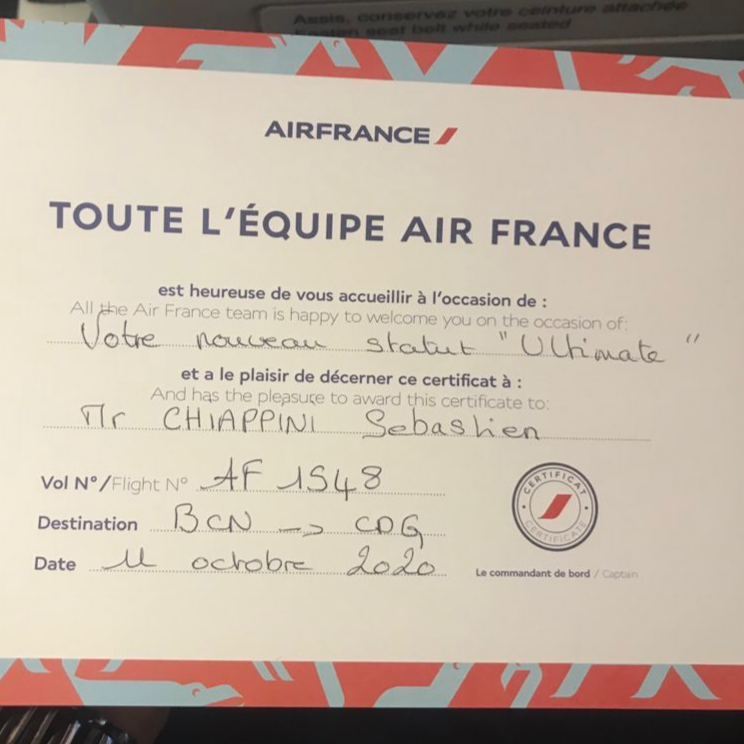 Assis, conservez votre ceinture attachée
Fasten seat belt while seated
AIRFRANCE
TOUTE L'ÉQUIPE AIR FRANCE
est heureuse de vous accueillir à l'occasion de :
All the Air France team is happy to welcome you on the occasion of:
Votre nouveau statut "Ultimate"
et a le plaisir de décerner ce certificat à :
And has the pleasure to award this certificate to:
Mr CHIAPPINI Sebastien
Vol N°/Flight N° AF 1548
Destination BCN -> CDG
Date 11 octobre 2020
CERTIFICAT
CERTIFICATE
Le commandant de bord / Captain